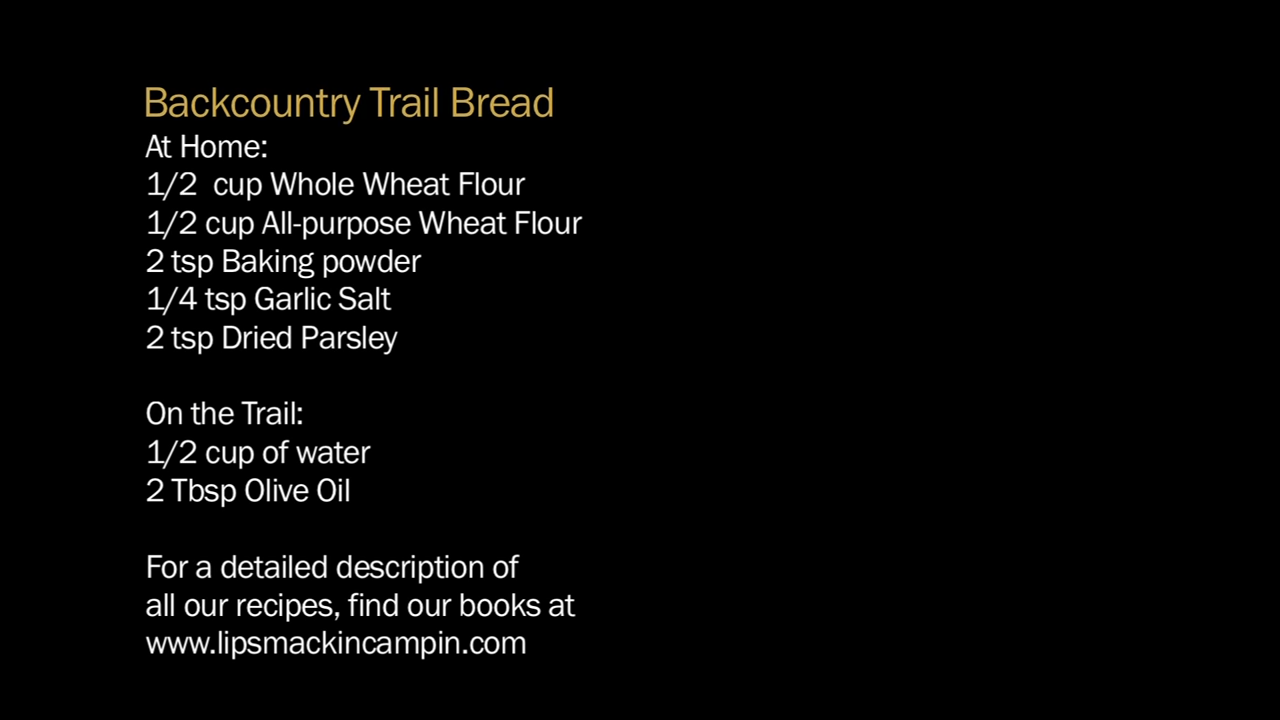 Backcountry Trail Bread
At Home:
1/2  cup Whole Wheat Flour
1/2 cup All-purpose Wheat Flour
2 tsp Baking powder
1/4 tsp Garlic Salt
2 tsp Dried Parsley
On the Trail:
1/2 cup of water
2 Tbsp Olive Oil
For a detailed description of
all our recipes, find our books at
www.lipsmackincampin.com